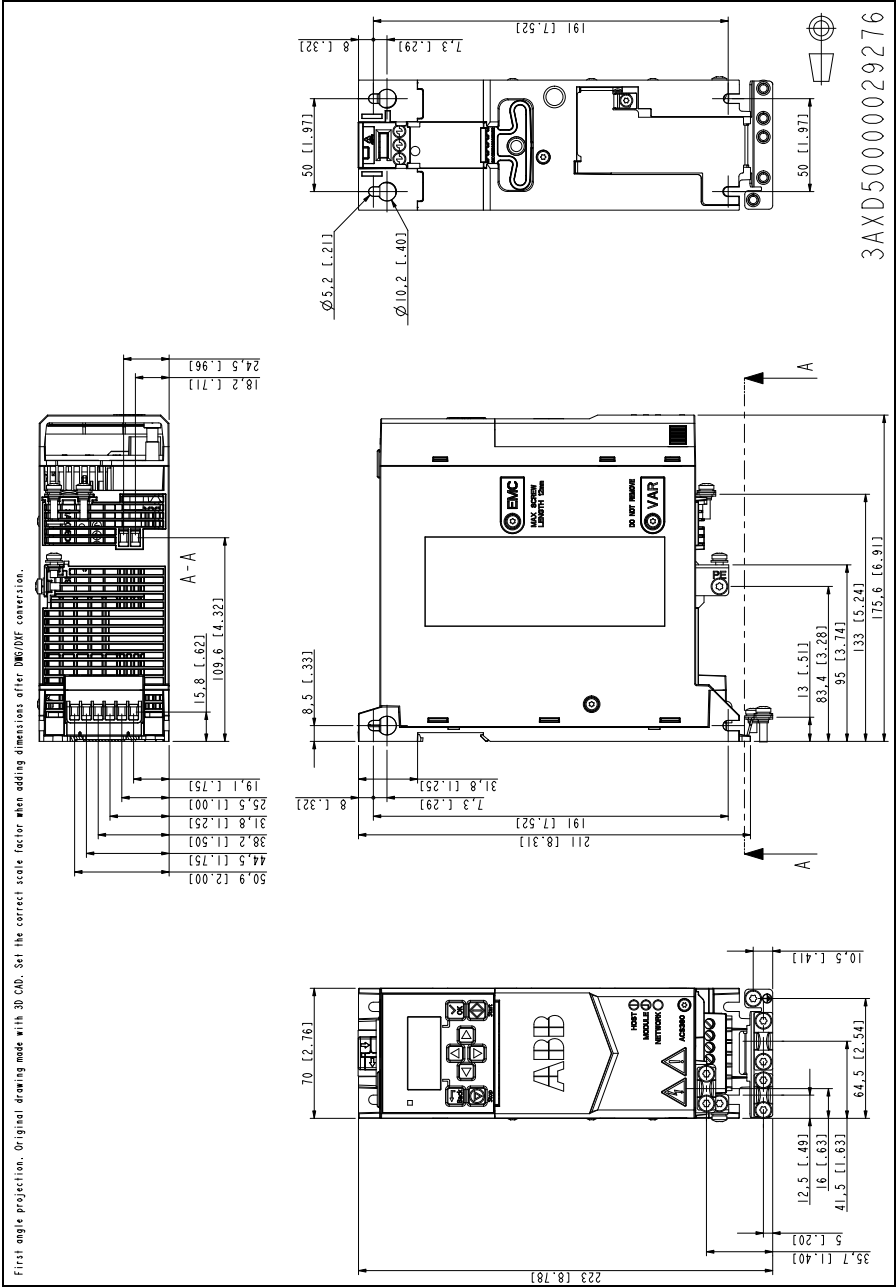 191 [7.52]
7,3 [.29]
8 [.32]
50 [1.97]
50 [1.97]
Ø5,2 [.21]
Ø10,2 [.40]
3AXD50000029276
24,5 [.96]
18,2 [.71]
A-A
15,8 [.62]
109,6 [4.32]
19,1 [.75]
25,5 [1.00]
31,8 [1.25]
38,2 [1.50]
44,5 [1.75]
50,9 [2.00]
A
EMC
MAX SCREW
LENGTH 12mm
DO NOT REMOVE
VAR
8,5 [.33]
13 [.51]
83,4 [3.28]
95 [3.74]
133 [5.24]
175,6 [6.91]
31,8 [1.25]
7,3 [.29]
8 [.32]
191 [7.52]
211 [8.31]
A
70 [2.76]
OK
Start
Back
Stop
ABB
HOST
MODULE
NETWORK
ACS380
10,5 [.41]
64,5 [2.54]
12,5 [.49]
16 [.63]
41,5 [1.63]
5 [.20]
35,7 [1.40]
223 [8.78]
First angle projection. Original drawing made with 3D CAD. Set the correct scale factor when adding dimensions after DWG/DXF conversion.